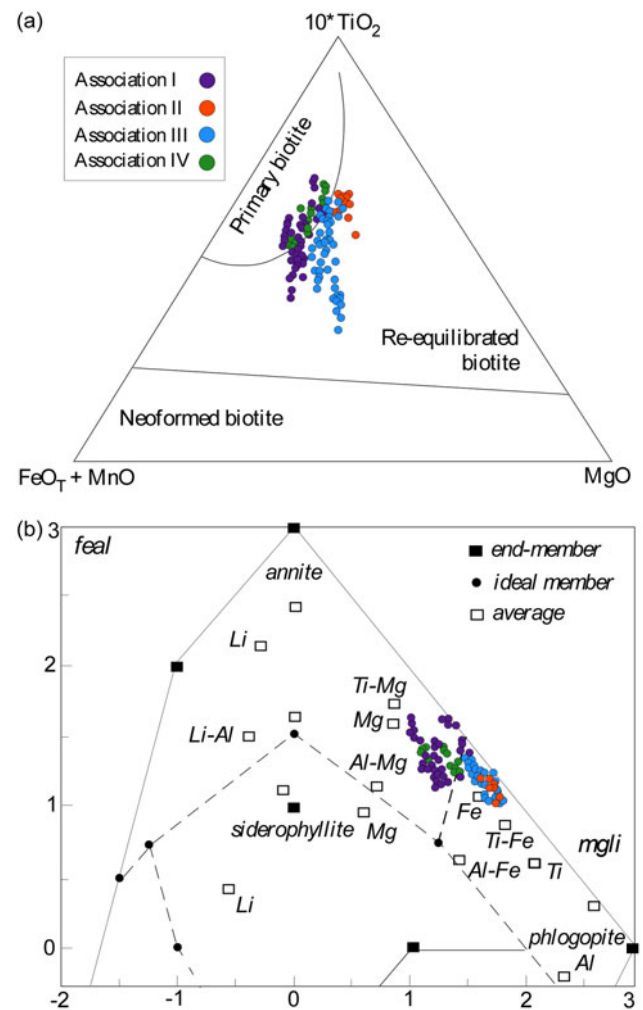 (a)
10* TiO₂
Association I
Association II
Association III
Association IV
Primary biotite
Re-equilibrated
biotite
Neoformed biotite
FeO_T + MnO
MgO
(b)
3
feal
end-member
annite
ideal member
average
Li
2
Ti-Mg
Mg
Li-Al
Al-Mg
1
Fe
siderophyllite
Mg
Ti-Fe
mgli
Al-Fe
Ti
Li
0
phlogopite
Al
-2
-1
0
1
2
3